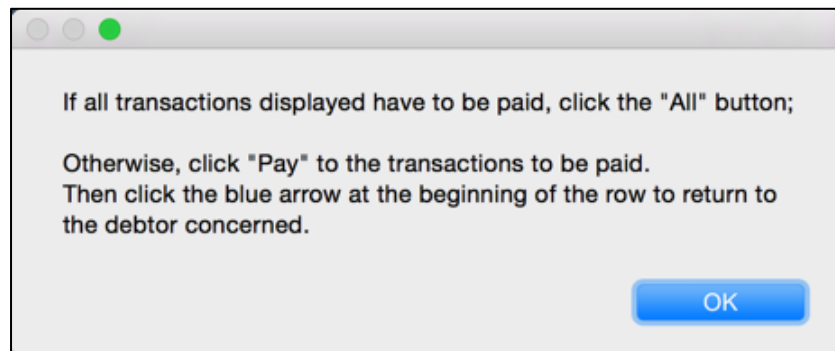 If all transactions displayed have to be paid, click the "All" button;
Otherwise, click "Pay" to the transactions to be paid.
Then click the blue arrow at the beginning of the row to return to
the debtor concerned.
OK